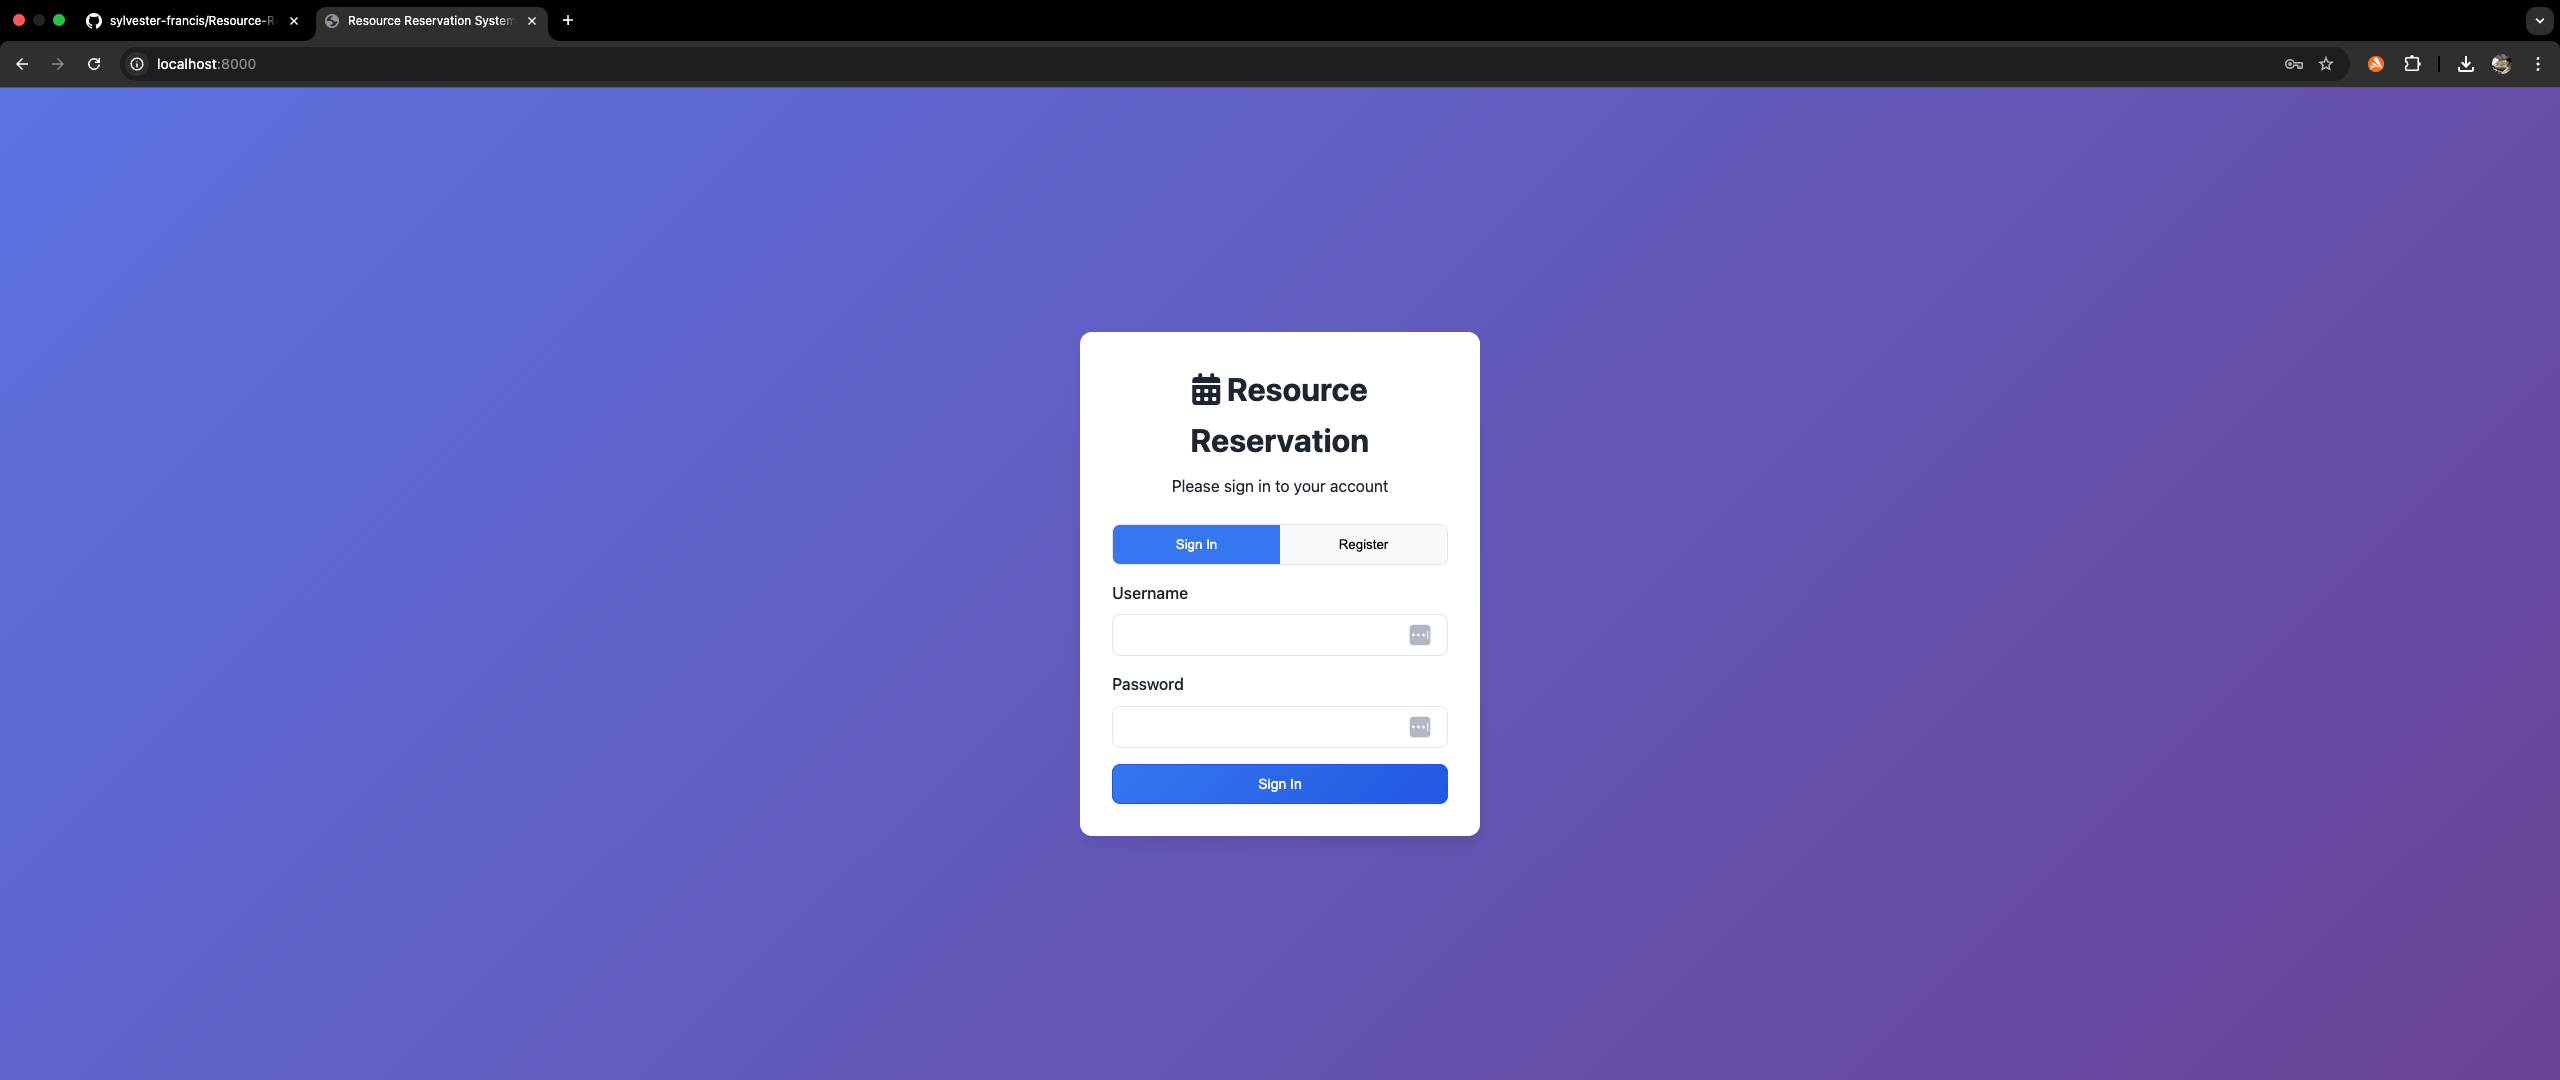 sylvester-francis/Resource-R
Resource Reservation System
localhost:8000
Resource
Reservation
Please sign in to your account
Sign In
Register
Username
Password
Sign In